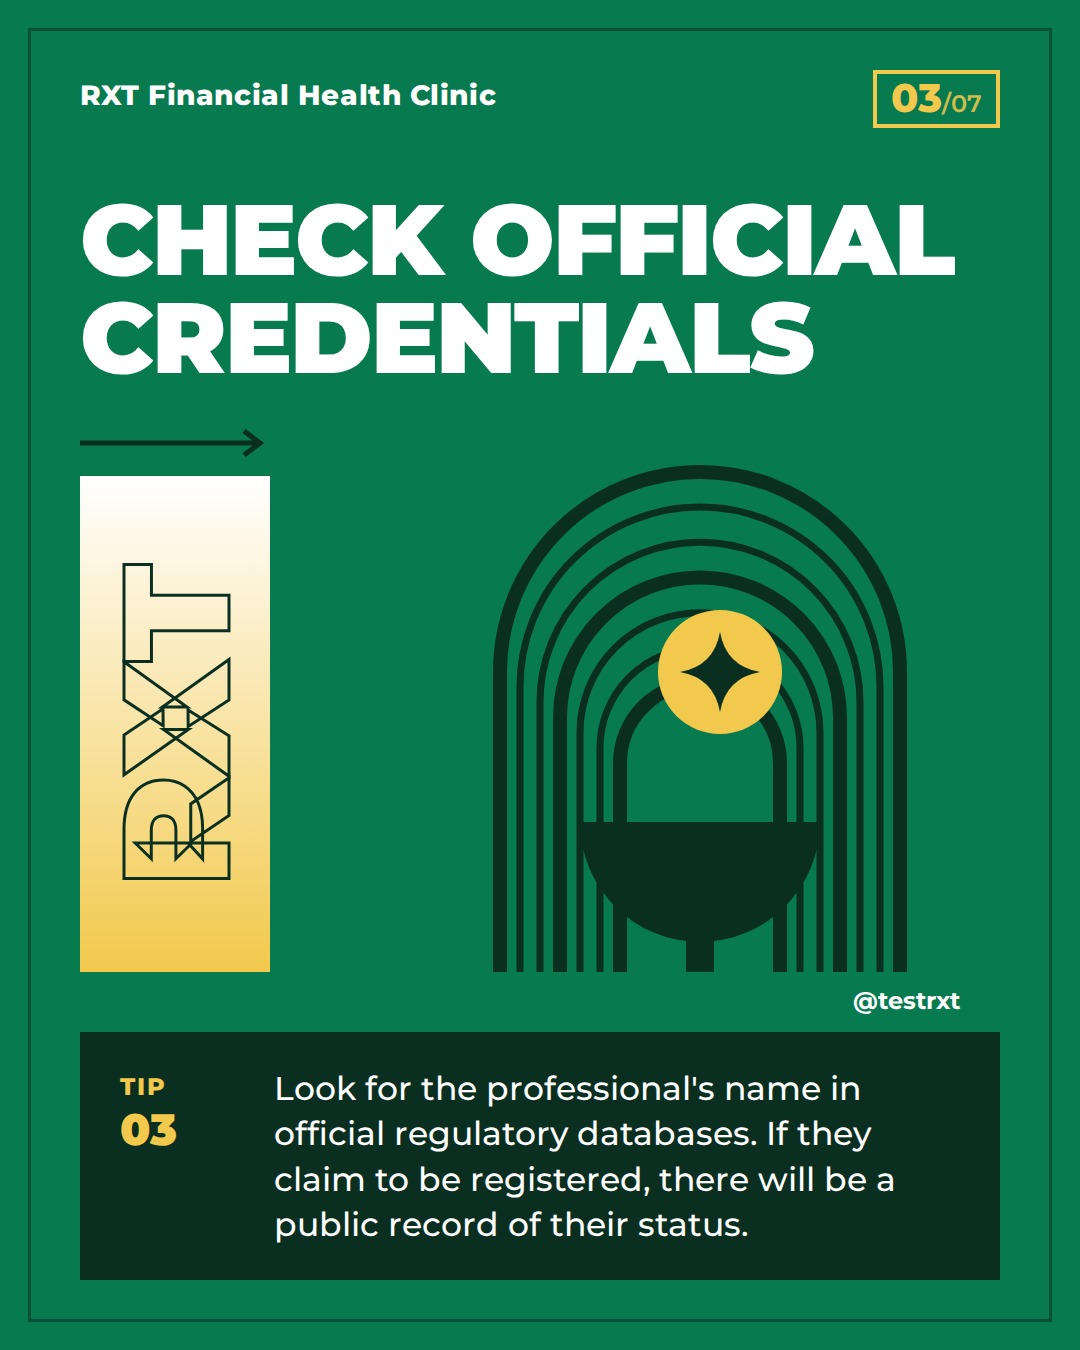 RXT Financial Health Clinic
03/07
CHECK OFFICIAL
CREDENTIALS
RXT
@testrxt
TIP
03
Look for the professional's name in
official regulatory databases. If they
claim to be registered, there will be a
public record of their status.